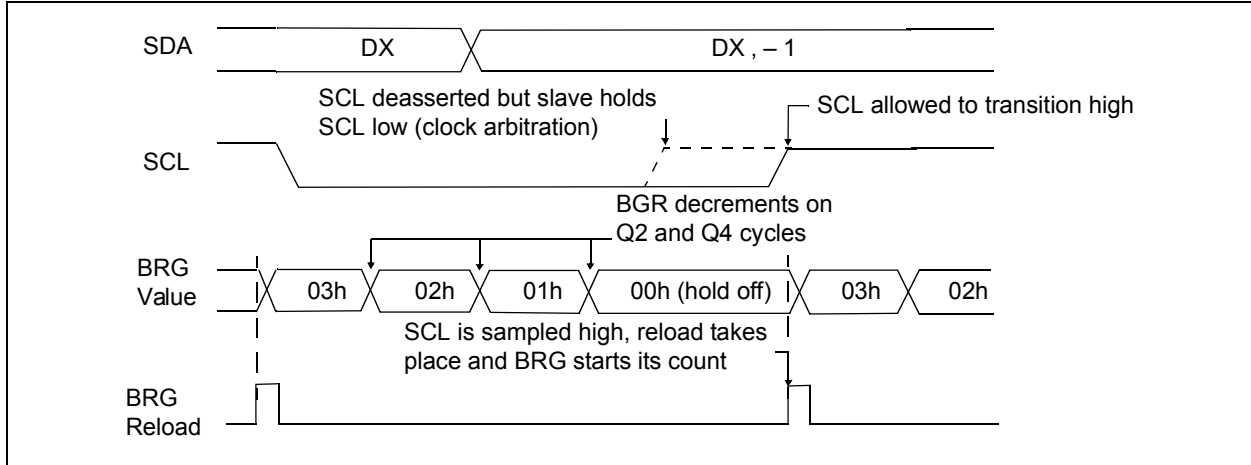 SDA
DX
DX , – 1
SCL deasserted but slave holds
SCL low (clock arbitration)
SCL allowed to transition high
SCL
BGR decrements on
Q2 and Q4 cycles
BRG
Value
03h
02h
01h
00h (hold off)
03h
02h
SCL is sampled high, reload takes
place and BRG starts its count
BRG
Reload